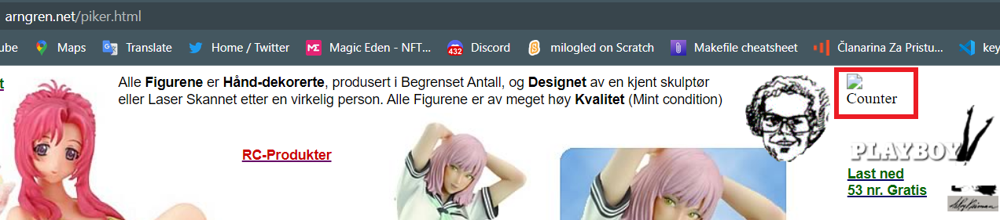 arngren.net/piker.html
ube Maps Translate Home / Twitter Magic Eden - NFT... 432 Discord milogled on Scratch Makefile cheatsheet Članarina Za Pristu... key
t
Alle Figurene er Hånd-dekorerte, produsert i Begrenset Antall, og Designet av en kjent skulptør
eller Laser Skannet etter en virkelig person. Alle Figurene er av meget høy Kvalitet (Mint condition)
Counter
RC-Produkter
PLAYBOY
Last ned
53 nr. Gratis